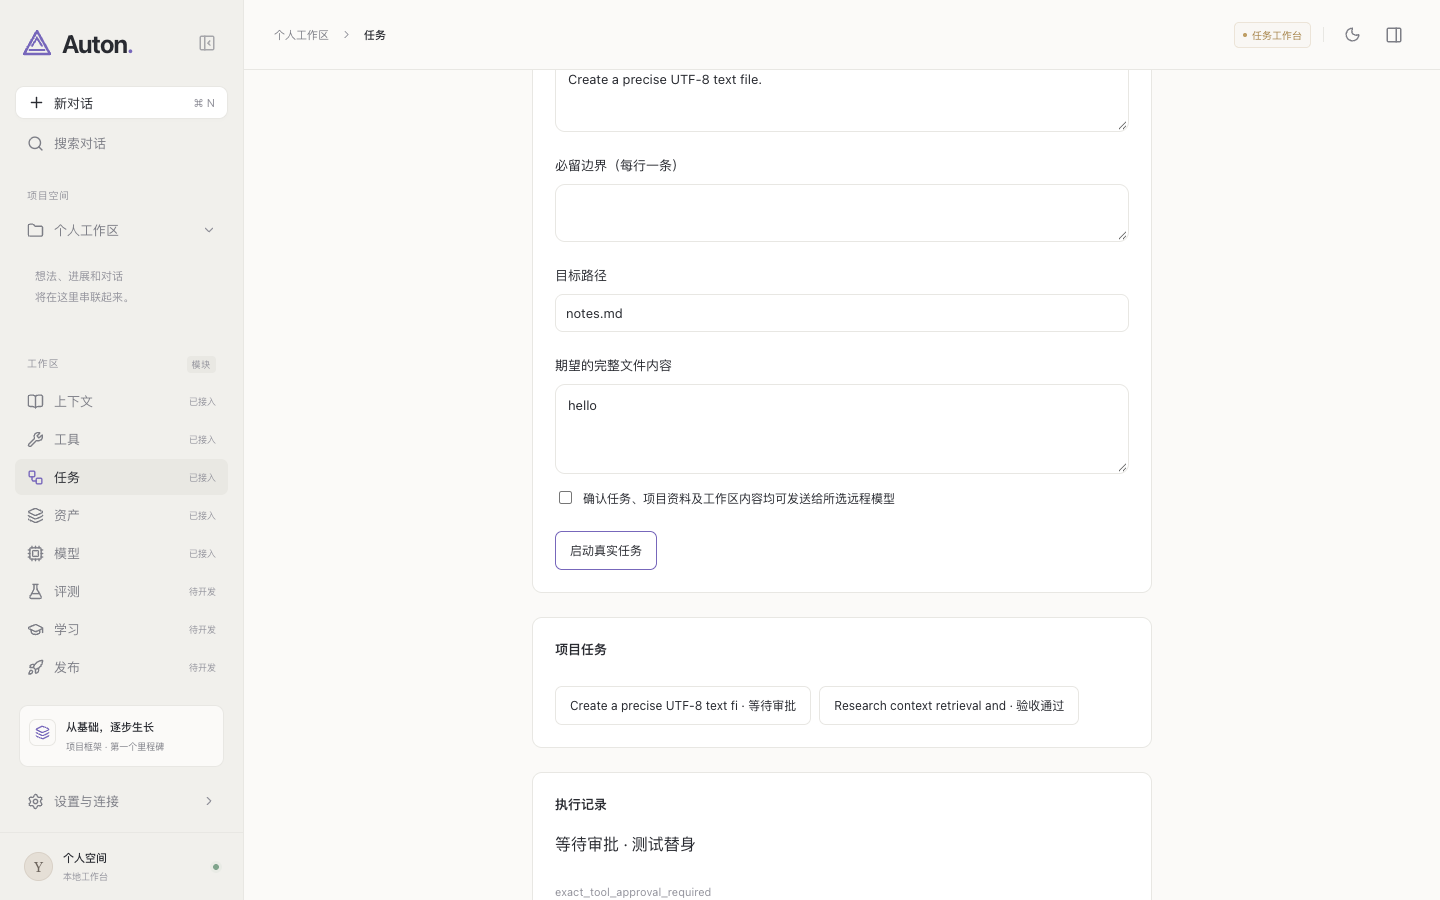 Auton.
新对话
⌘ N
搜索对话
项目空间
个人工作区
想法、进展和对话
将在这里串联起来。
工作区
模块
上下文
已接入
工具
已接入
任务
已接入
资产
已接入
模型
已接入
评测
待开发
学习
待开发
发布
待开发
从基础，逐步生长
项目框架 · 第一个里程碑
设置与连接
Y
个人空间
本地工作台
个人工作区
任务
任务工作台
Create a precise UTF-8 text file.
必留边界（每行一条）
目标路径
notes.md
期望的完整文件内容
hello
确认任务、项目资料及工作区内容均可发送给所选远程模型
启动真实任务
项目任务
Create a precise UTF-8 text fi · 等待审批
Research context retrieval and · 验收通过
执行记录
等待审批 · 测试替身
exact_tool_approval_required